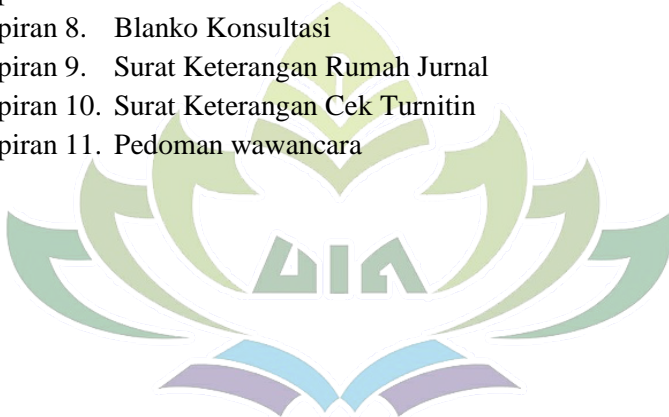 piran 8. Blanko Konsultasi
piran 9. Surat Keterangan Rumah Jurnal
piran 10. Surat Keterangan Cek Turnitin
piran 11. Pedoman wawancara
UIN